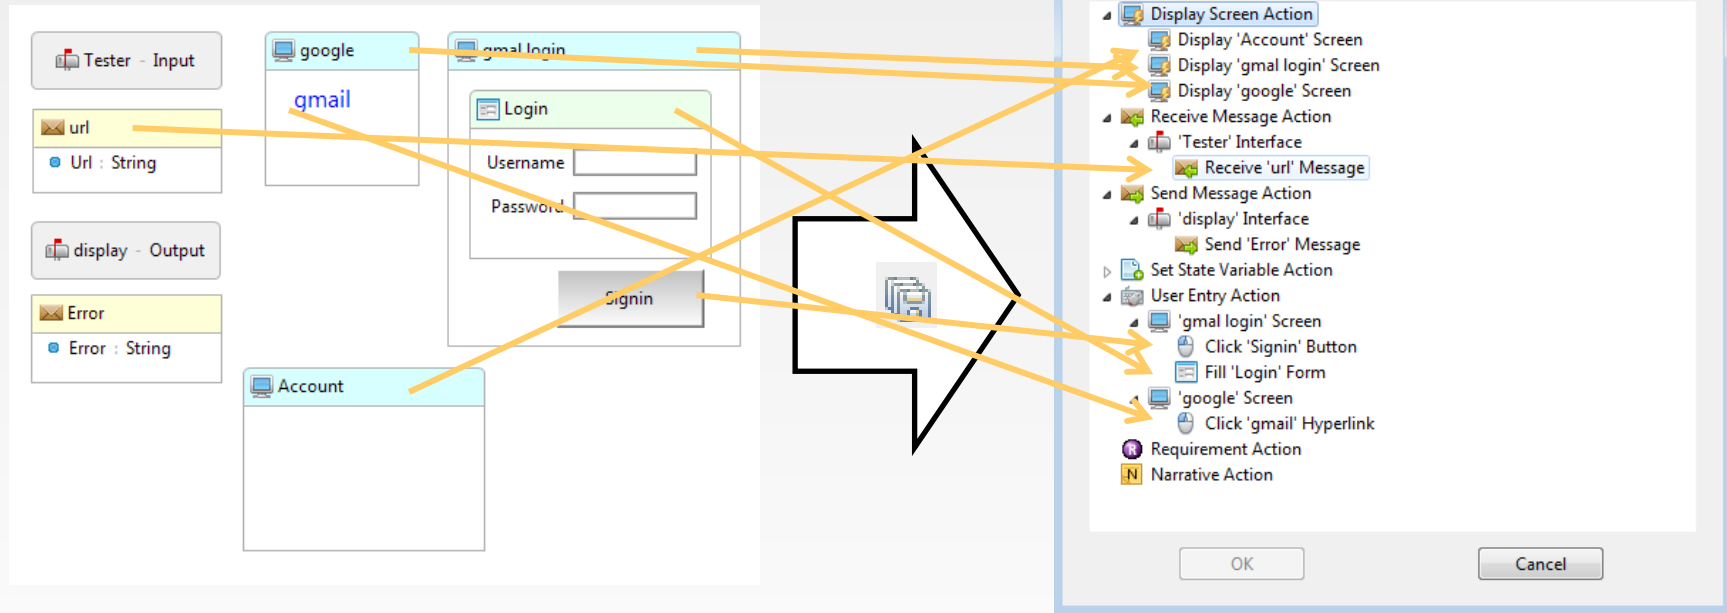 Tester - Input
url
Url : String
display - Output
Error
Error : String
google
gmail
gmal login
Login
Username
Password
Signin
Account
Display Screen Action
Display 'Account' Screen
Display 'gmal login' Screen
Display 'google' Screen
Receive Message Action
'Tester' Interface
Receive 'url' Message
Send Message Action
'display' Interface
Send 'Error' Message
Set State Variable Action
User Entry Action
'gmal login' Screen
Click 'Signin' Button
Fill 'Login' Form
'google' Screen
Click 'gmail' Hyperlink
R Requirement Action
N Narrative Action
OK
Cancel